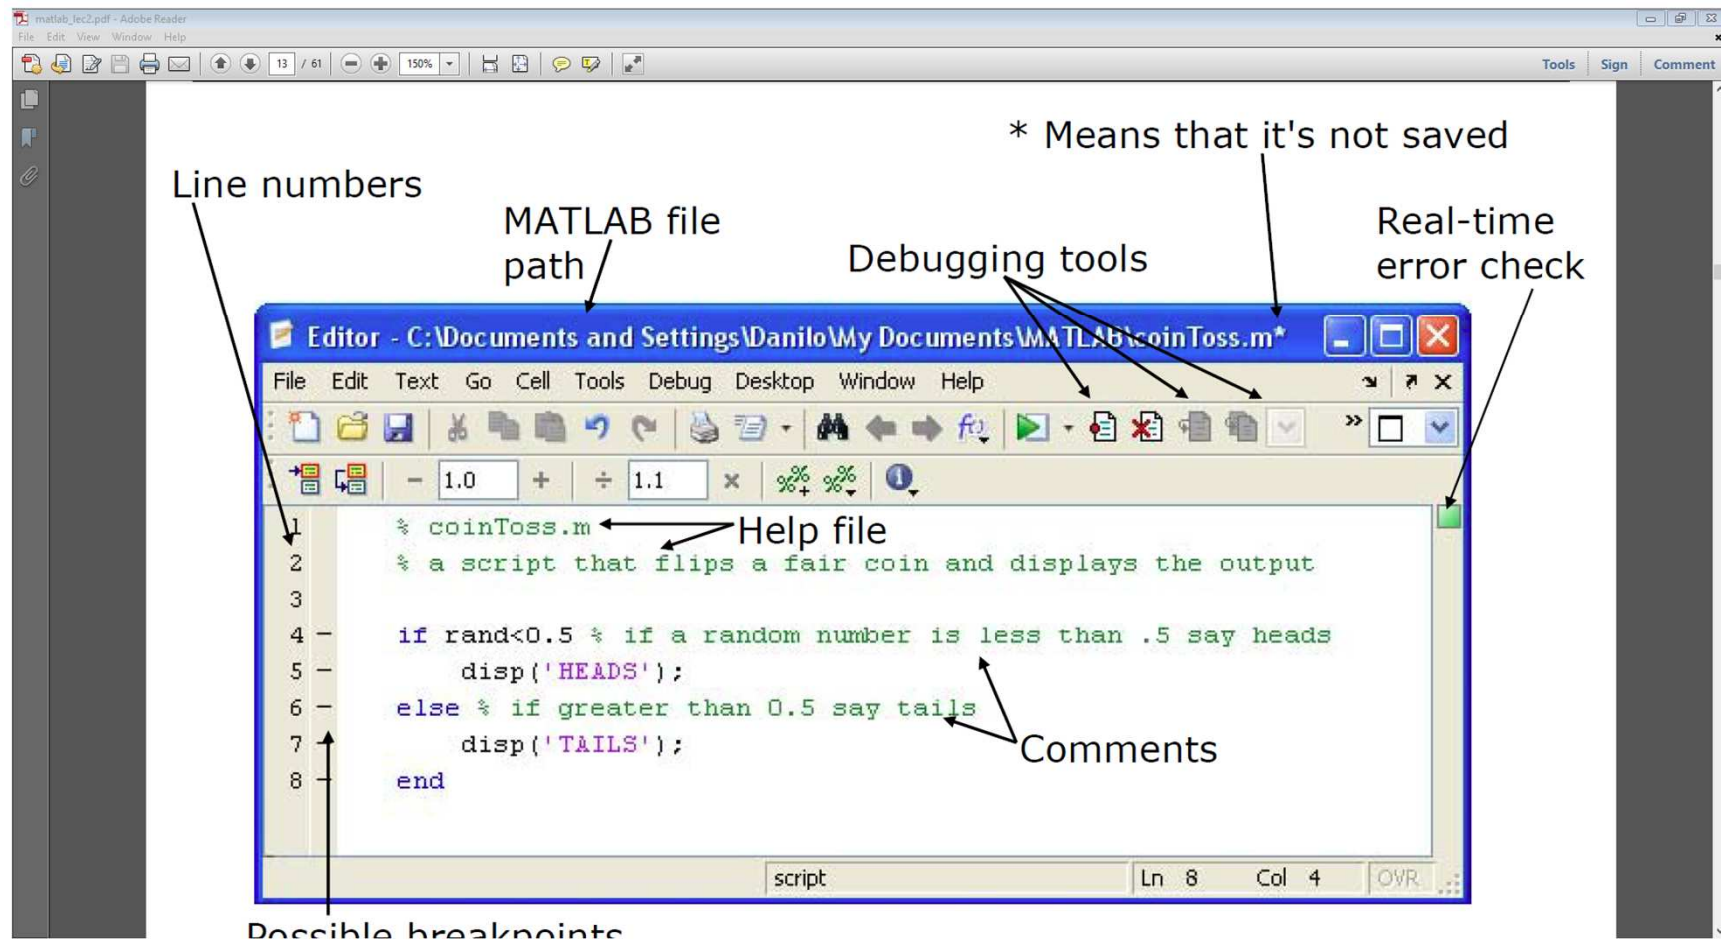 matlab_lec2.pdf - Adobe Reader
File Edit View Window Help
13 / 61 150% Tools Sign Comment
* Means that it's not saved
Line numbers
MATLAB file
path
Debugging tools
Real-time
error check
Editor - C:\Documents and Settings\Danilo\My Documents\MATLAB\coinToss.m*
File Edit Text Go Cell Tools Debug Desktop Window Help
- 1.0 + ÷ 1.1 ×
1 % coinToss.m
Help file
2 % a script that flips a fair coin and displays the output
3
4 – if rand<0.5 % if a random number is less than .5 say heads
5 – disp('HEADS');
6 – else % if greater than 0.5 say tails
7 – disp('TAILS');
Comments
8 – end
script Ln 8 Col 4 OVR
Possible breakpoints